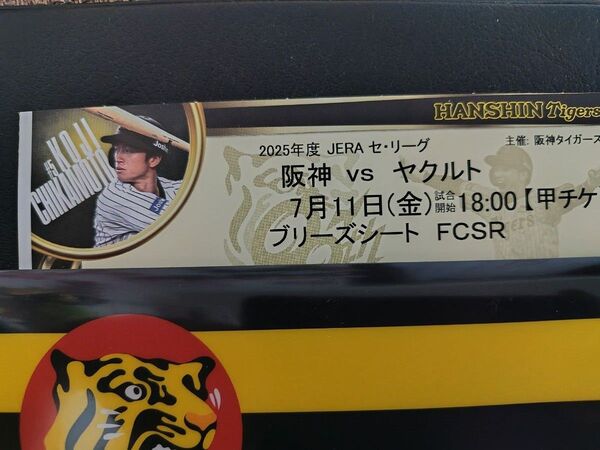 HANSHIN Tigers
#5 KOJI
CHIKAMOTO
2025年度 JERA セ・リーグ
主催: 阪神タイガース
阪神 vs ヤクルト
7月11日(金) 試合開始 18:00【甲チケ
ブリーズシート FCSR